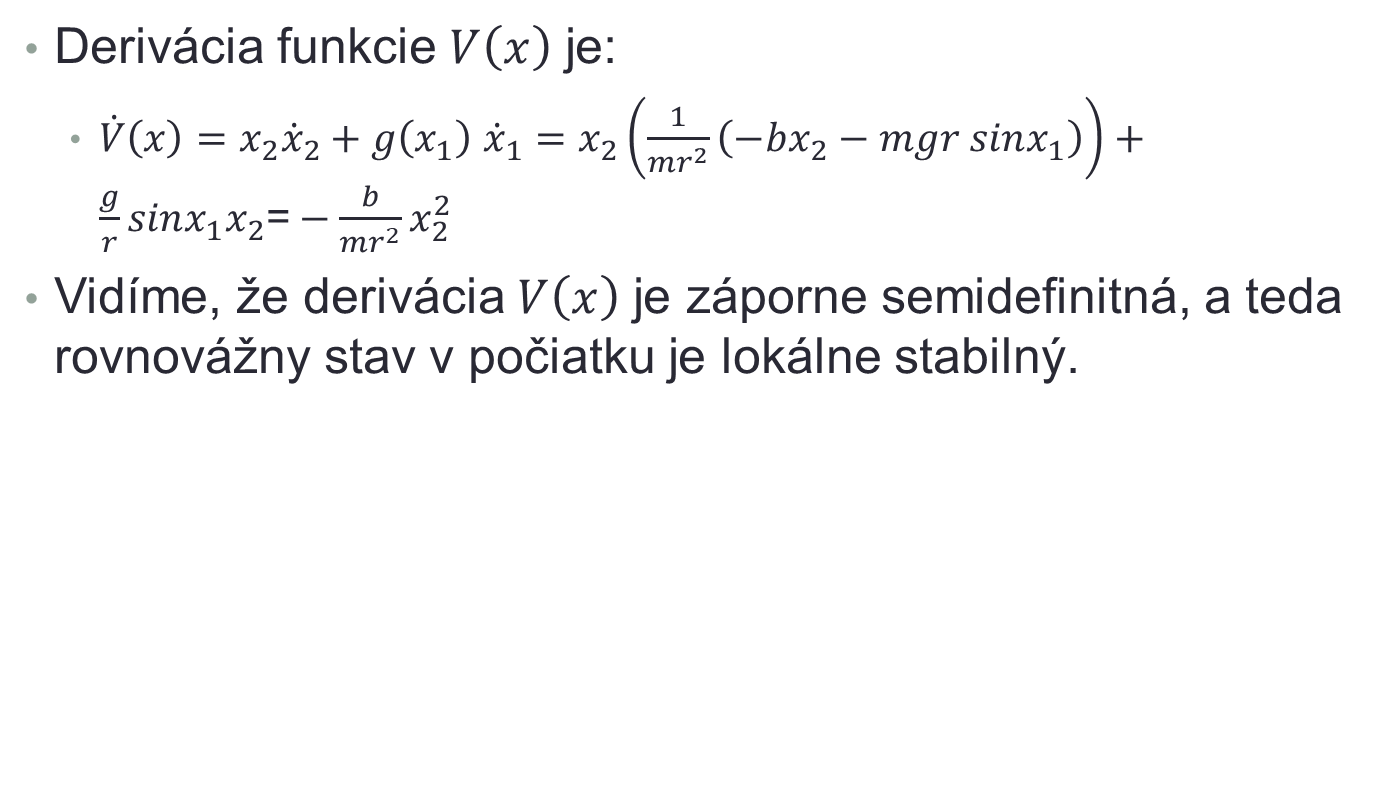 • Derivácia funkcie 𝑉(𝑥) je:
• 𝑉̇(𝑥) = 𝑥₂𝑥̇₂ + 𝑔(𝑥₁) 𝑥̇₁ = 𝑥₂ (1/𝑚𝑟² (−𝑏𝑥₂ − 𝑚𝑔𝑟 𝑠𝑖𝑛𝑥₁)) +
𝑔/𝑟 𝑠𝑖𝑛𝑥₁𝑥₂= − 𝑏/𝑚𝑟² 𝑥₂²
• Vidíme, že derivácia 𝑉(𝑥) je záporne semidefinitná, a teda
rovnovážny stav v počiatku je lokálne stabilný.